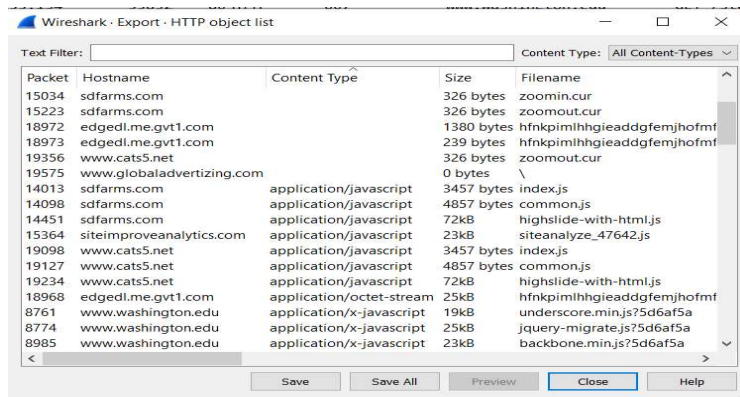 Wireshark · Export · HTTP object list
Text Filter: Content Type: All Content-Types
Packet Hostname Content Type Size Filename
15034 sdfarms.com 326 bytes zoomin.cur
15223 sdfarms.com 326 bytes zoomout.cur
18972 edgedl.me.gvt1.com 1380 bytes hfnkpimlhhgieaddgfemjhofmf
18973 edgedl.me.gvt1.com 239 bytes hfnkpimlhhgieaddgfemjhofmf
19356 www.cats5.net 326 bytes zoomout.cur
19575 www.globaladvertizing.com 0 bytes \
14013 sdfarms.com application/javascript 3457 bytes index.js
14098 sdfarms.com application/javascript 4857 bytes common.js
14451 sdfarms.com application/javascript 72kB highslide-with-html.js
15364 siteimproveanalytics.com application/javascript 23kB siteanalyze_47642.js
19098 www.cats5.net application/javascript 3457 bytes index.js
19127 www.cats5.net application/javascript 4857 bytes common.js
19234 www.cats5.net application/javascript 72kB highslide-with-html.js
18968 edgedl.me.gvt1.com application/octet-stream 25kB hfnkpimlhhgieaddgfemjhofmf
8761 www.washington.edu application/x-javascript 19kB underscore.min.js?5d6af5a
8774 www.washington.edu application/x-javascript 25kB jquery-migrate.js?5d6af5a
8985 www.washington.edu application/x-javascript 23kB backbone.min.js?5d6af5a
Save Save All Preview Close Help